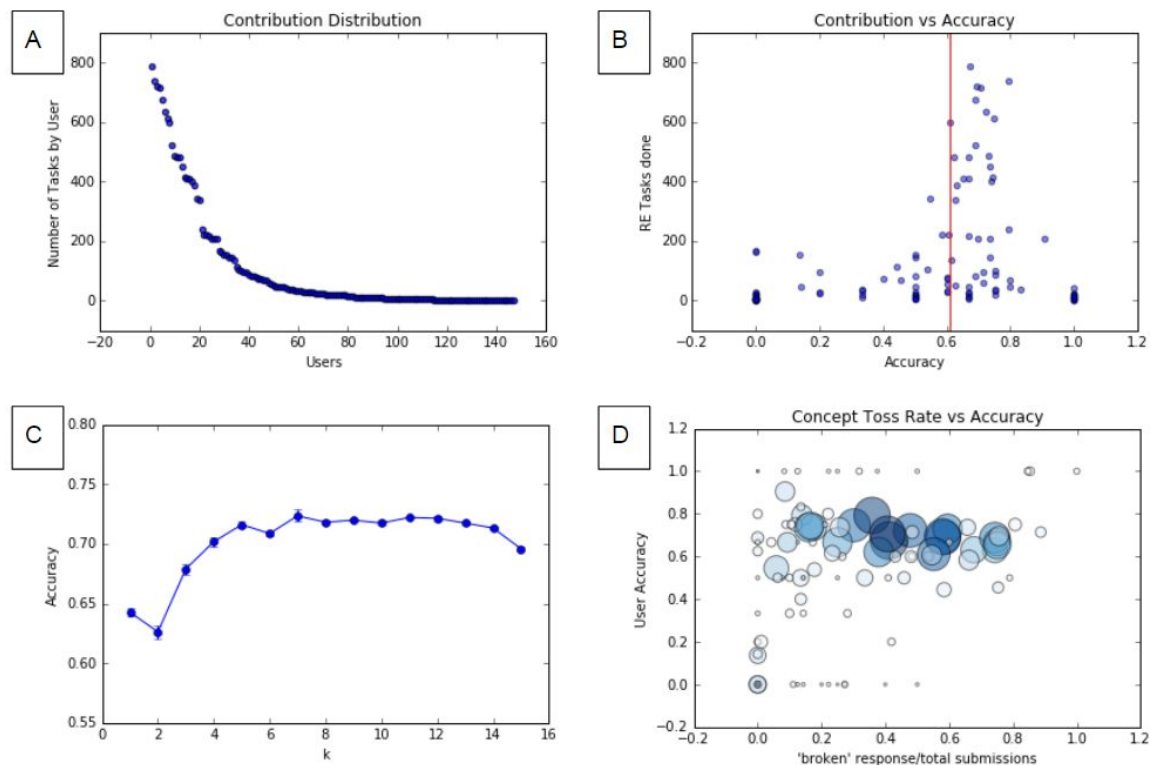 A
Contribution Distribution
Number of Tasks by User
800
600
400
200
0
−20 0 20 40 60 80 100 120 140 160
Users
B
Contribution vs Accuracy
RE Tasks done
800
600
400
200
0
−0.2 0.0 0.2 0.4 0.6 0.8 1.0 1.2
Accuracy
C
Accuracy
0.80
0.75
0.70
0.65
0.60
0.55
0 2 4 6 8 10 12 14 16
k
D
Concept Toss Rate vs Accuracy
User Accuracy
1.2
1.0
0.8
0.6
0.4
0.2
0.0
−0.2
−0.2 0.0 0.2 0.4 0.6 0.8 1.0 1.2
'broken' response/total submissions